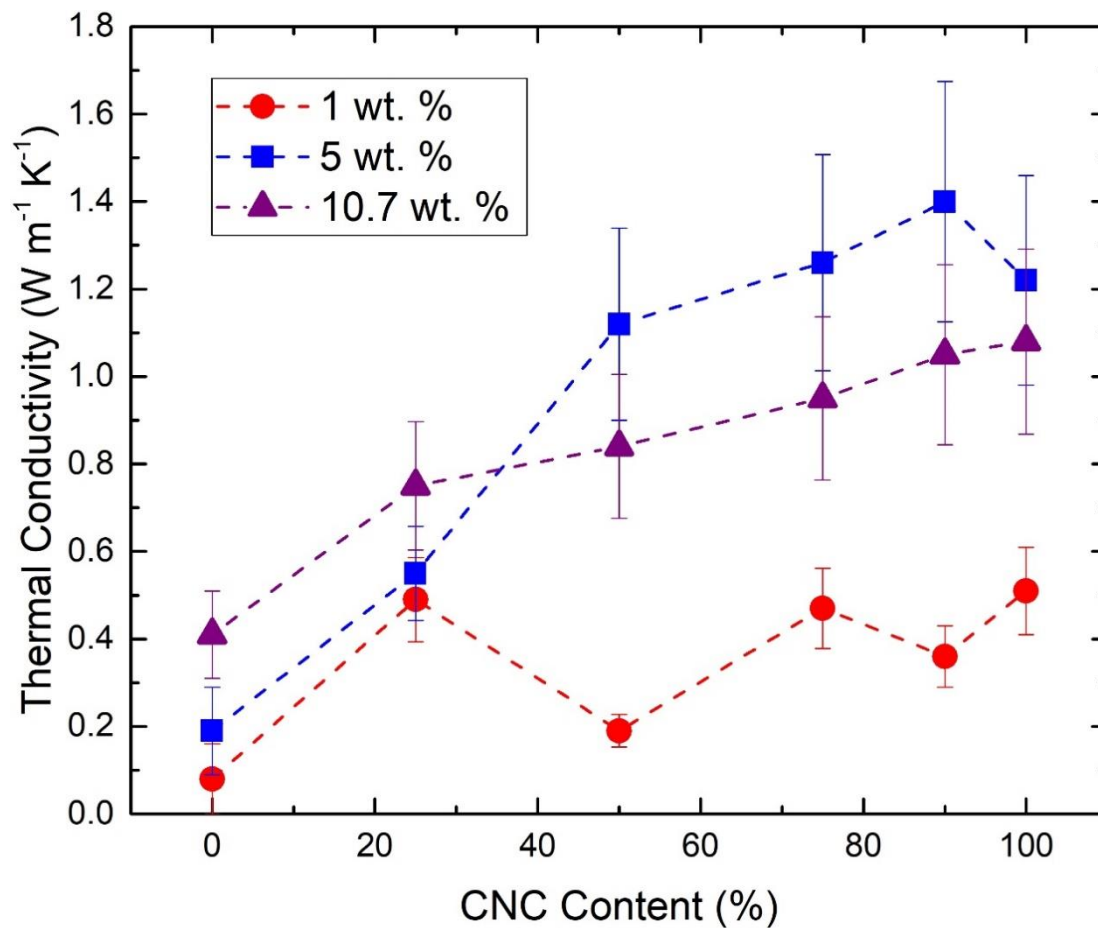 1.8
1.6
1.4
1.2
1.0
0.8
0.6
0.4
0.2
0.0
Thermal Conductivity (W m⁻¹ K⁻¹)
1 wt. %
5 wt. %
10.7 wt. %
0 20 40 60 80 100
CNC Content (%)